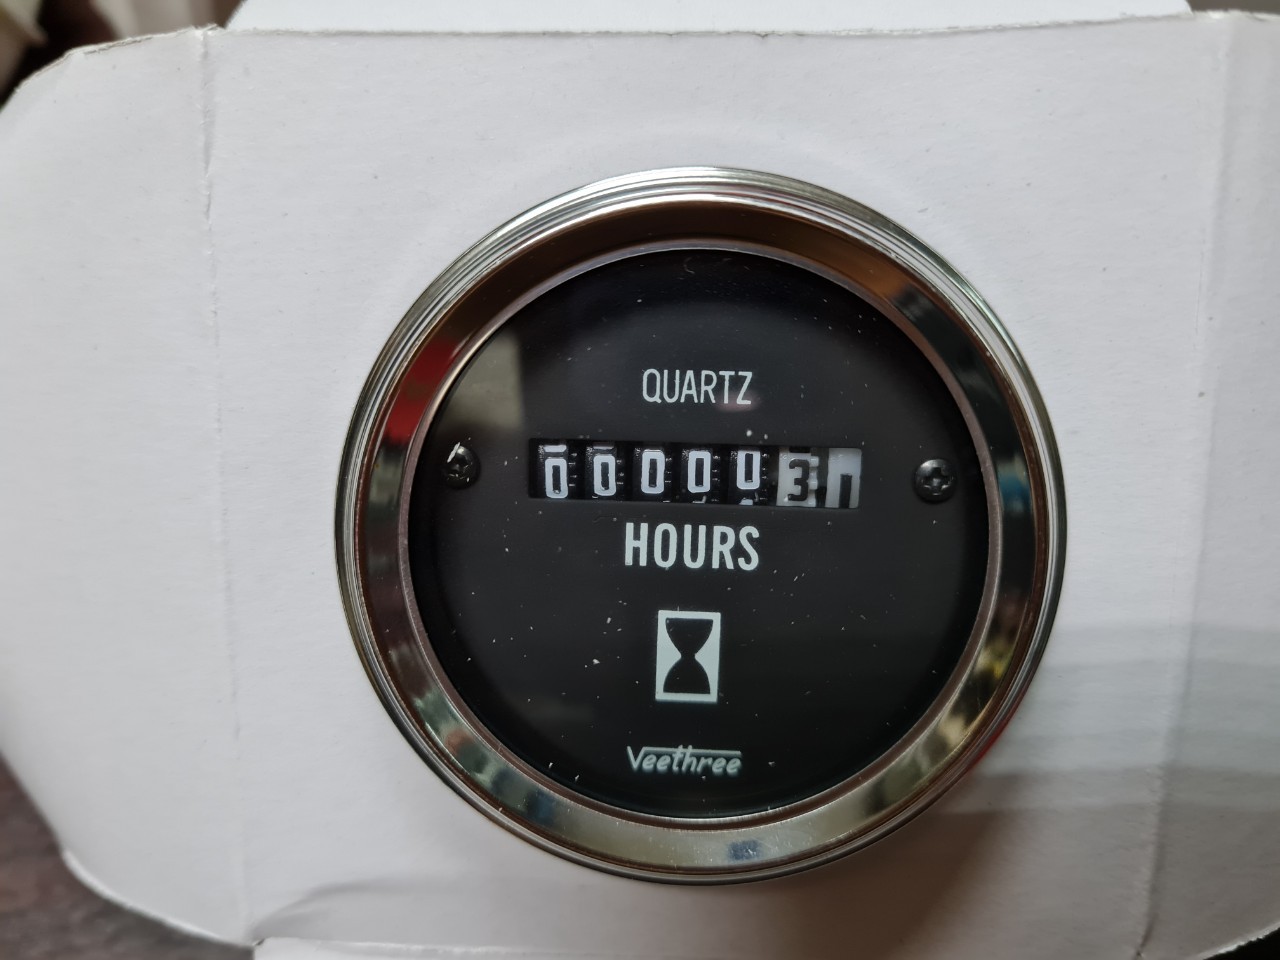 QUARTZ
000003
HOURS
Veethree